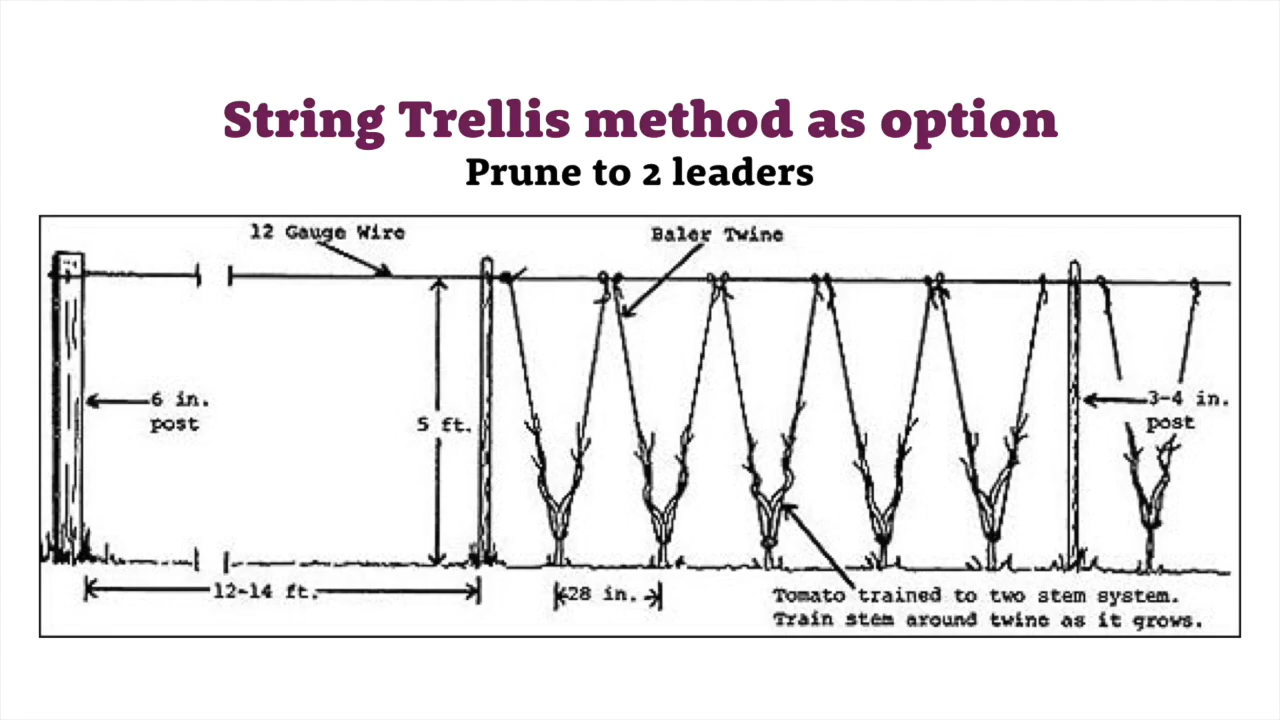 String Trellis method as option
Prune to 2 leaders
12 Gauge Wire
Baler Twine
6 in.
post
5 ft.
3-4 in.
post
12-14 ft.
28 in.
Tomato trained to two stem system.
Train stem around twine as it grows.